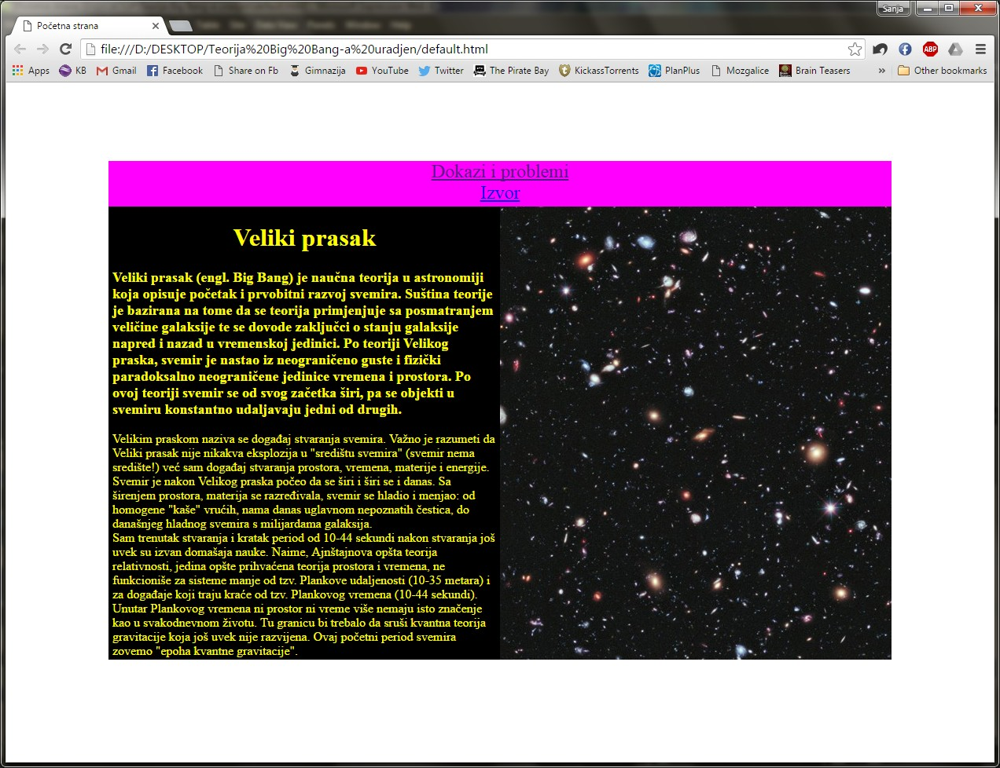 Sanja
Početna strana
file:///D:/DESKTOP/Teorija%20Big%20Bang-a%20uradjen/default.html
ABP
Apps KB Gmail Facebook Share on Fb Gimnazija YouTube Twitter The Pirate Bay KickassTorrents PlanPlus Mozgalice Brain Teasers » Other bookmarks
Dokazi i problemi
Izvor
Veliki prasak
Veliki prasak (engl. Big Bang) je naučna teorija u astronomiji
koja opisuje početak i prvobitni razvoj svemira. Suština teorije
je bazirana na tome da se teorija primjenjuje sa posmatranjem
veličine galaksije te se dovode zaključci o stanju galaksije
napred i nazad u vremenskoj jedinici. Po teoriji Velikog
praska, svemir je nastao iz neograničeno guste i fizički
paradoksalno neograničene jedinice vremena i prostora. Po
ovoj teoriji svemir se od svog začetka širi, pa se objekti u
svemiru konstantno udaljavaju jedni od drugih.
Velikim praskom naziva se događaj stvaranja svemira. Važno je razumeti da
Veliki prasak nije nikakva eksplozija u "središtu svemira" (svemir nema
središte!) već sam događaj stvaranja prostora, vremena, materije i energije.
Svemir je nakon Velikog praska počeo da se širi i širi se i danas. Sa
širenjem prostora, materija se razređivala, svemir se hladio i menjao: od
homogene "kaše" vrućih, nama danas uglavnom nepoznatih čestica, do
današnjeg hladnog svemira s milijardama galaksija.
Sam trenutak stvaranja i kratak period od 10-44 sekundi nakon stvaranja još
uvek su izvan domašaja nauke. Naime, Ajnštajnova opšta teorija
relativnosti, jedina opšte prihvaćena teorija prostora i vremena, ne
funkcioniše za sisteme manje od tzv. Plankove udaljenosti (10-35 metara) i
za događaje koji traju kraće od tzv. Plankovog vremena (10-44 sekundi).
Unutar Plankovog vremena ni prostor ni vreme više nemaju isto značenje
kao u svakodnevnom životu. Tu granicu bi trebalo da sruši kvantna teorija
gravitacije koja još uvek nije razvijena. Ovaj početni period svemira
zovemo "epoha kvantne gravitacije".